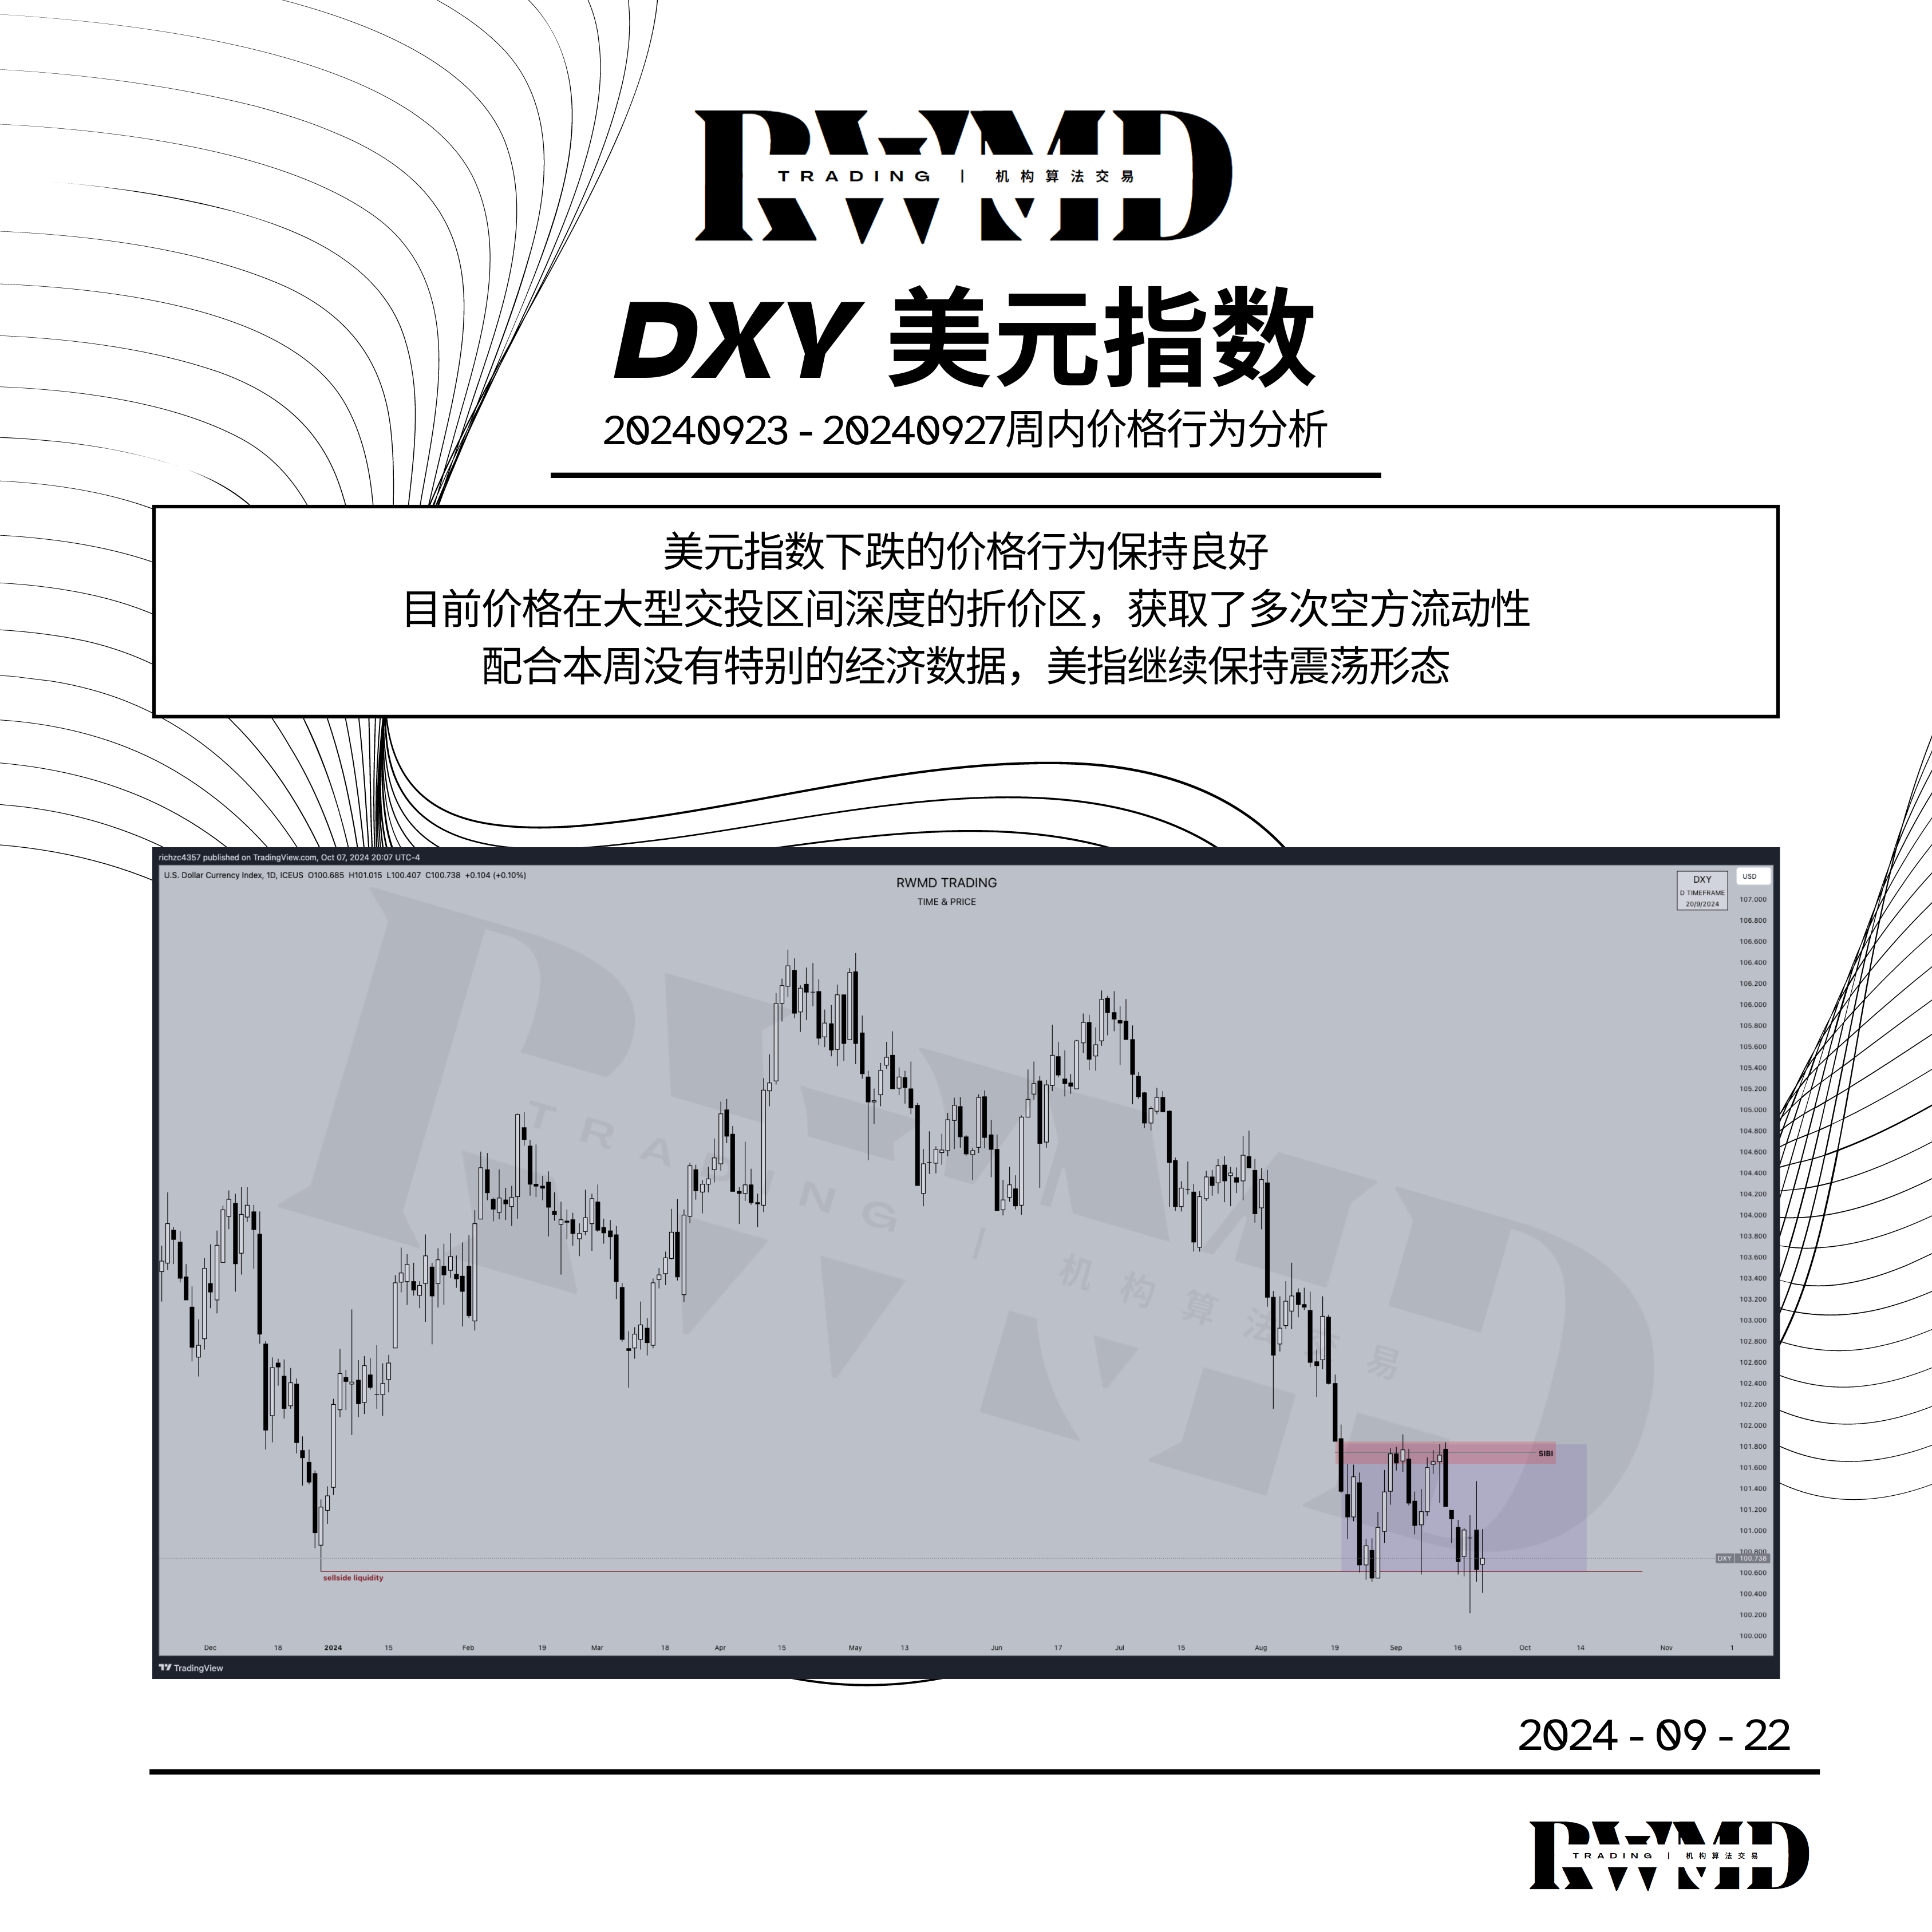 RWMD
TRADING | 机构算法交易
DXY 美元指数
20240923 - 20240927周内价格行为分析
美元指数下跌的价格行为保持良好
目前价格在大型交投区间深度的折价区，获取了多次空方流动性
配合本周没有特别的经济数据，美指继续保持震荡形态
richzc4357 published on TradingView.com, Oct 07, 2024 20:07 UTC-4
U.S. Dollar Currency Index, 1D, ICEUS O100.685 H101.015 L100.407 C100.738 +0.104 (+0.10%)
RWMD TRADING
TIME & PRICE
DXY
D TIMEFRAME
20/9/2024
USD
107.000
106.800
106.600
106.400
106.200
106.000
105.800
105.600
105.400
105.200
105.000
104.800
104.600
104.400
104.200
104.000
103.800
103.600
103.400
103.200
103.000
102.800
102.600
102.400
102.200
102.000
101.800
101.600
101.400
101.200
101.000
100.800
DXY 100.738
100.600
100.400
100.200
100.000
RWMD
TRADING | 机构算法交易
SIBI
sellside liquidity
Dec 18 2024 15 Feb 19 Mar 18 Apr 15 May 13 Jun 17 Jul 15 Aug 19 Sep 16 Oct 14 Nov 1
TradingView
2024 - 09 - 22
RWMD
TRADING | 机构算法交易